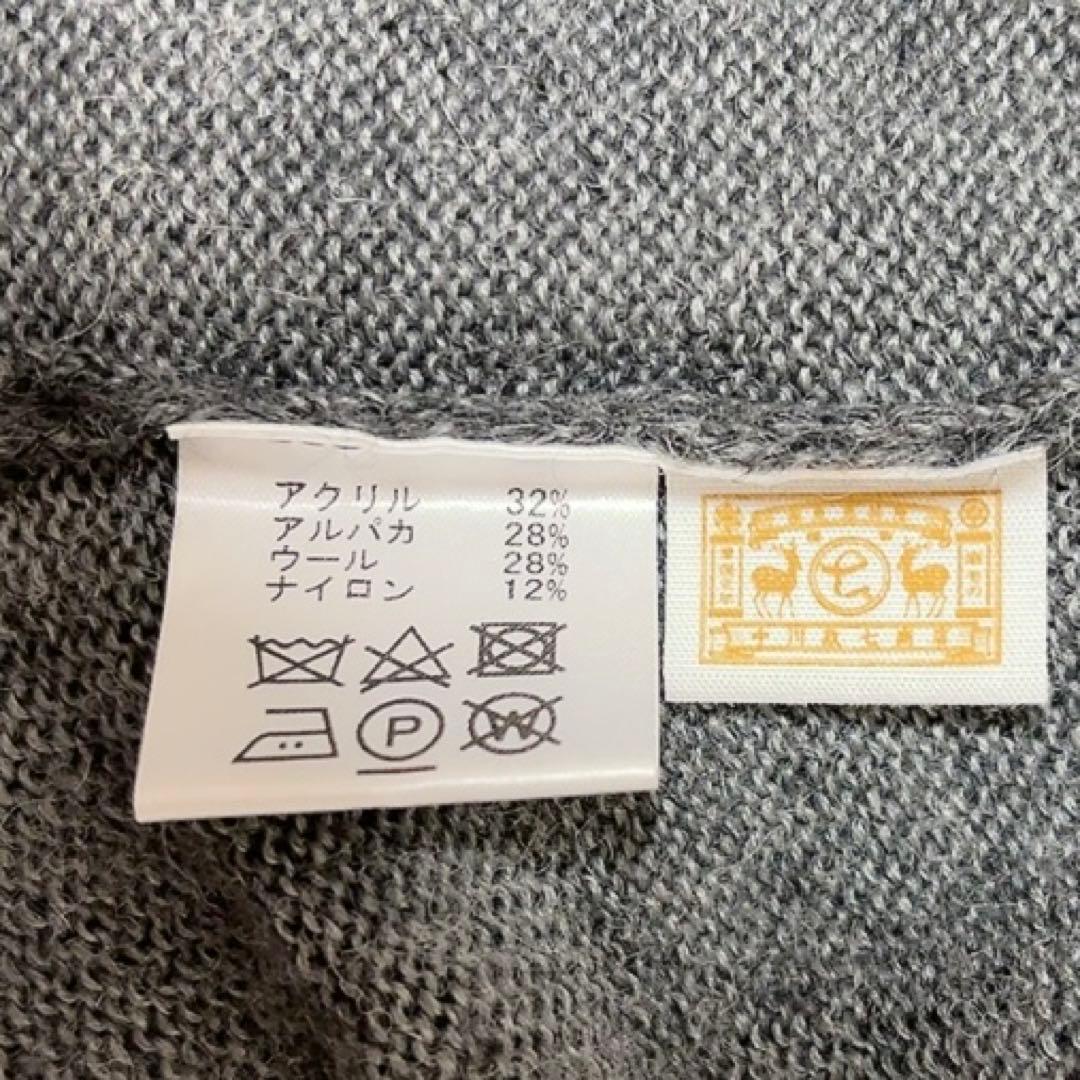 アクリル 32%
アルパカ 28%
ウール 28%
ナイロン 12%
P
W
七